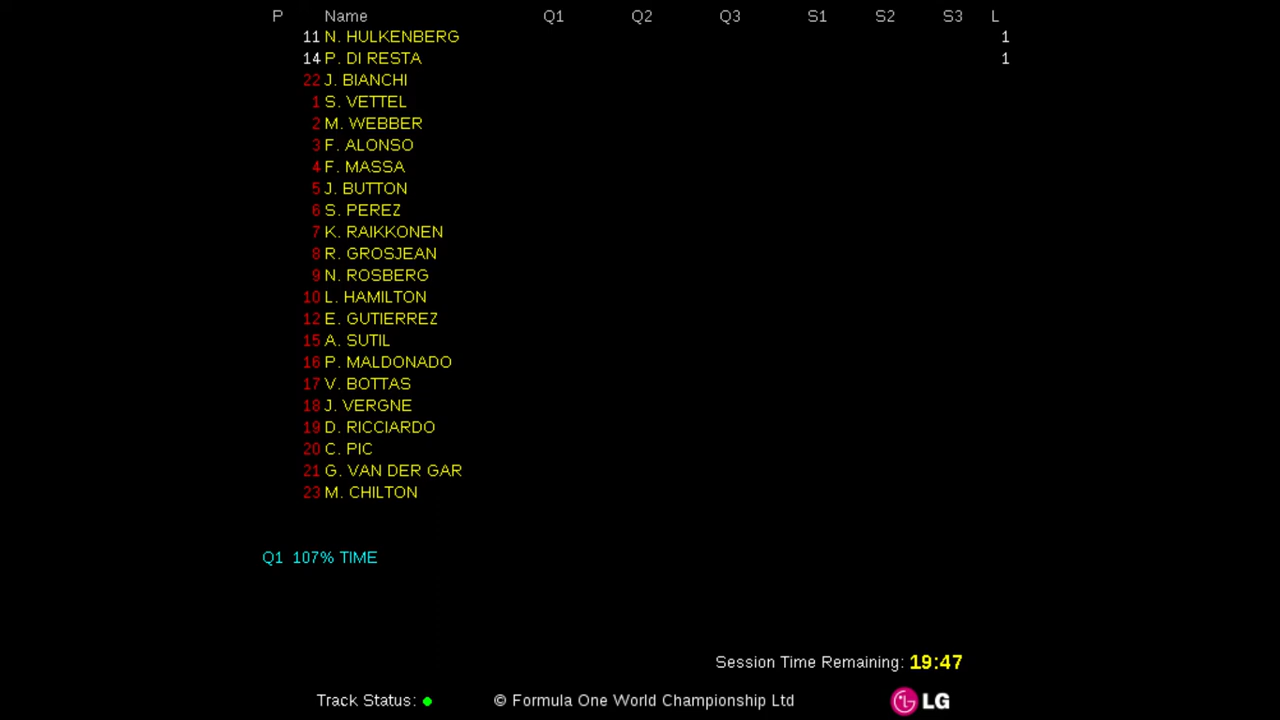 P Name Q1 Q2 Q3 S1 S2 S3 L
11 N. HULKENBERG 1
14 P. DI RESTA 1
22 J. BIANCHI
1 S. VETTEL
2 M. WEBBER
3 F. ALONSO
4 F. MASSA
5 J. BUTTON
6 S. PEREZ
7 K. RAIKKONEN
8 R. GROSJEAN
9 N. ROSBERG
10 L. HAMILTON
12 E. GUTIERREZ
15 A. SUTIL
16 P. MALDONADO
17 V. BOTTAS
18 J. VERGNE
19 D. RICCIARDO
20 C. PIC
21 G. VAN DER GAR
23 M. CHILTON
Q1 107% TIME
Session Time Remaining: 19:47
Track Status: © Formula One World Championship Ltd LG